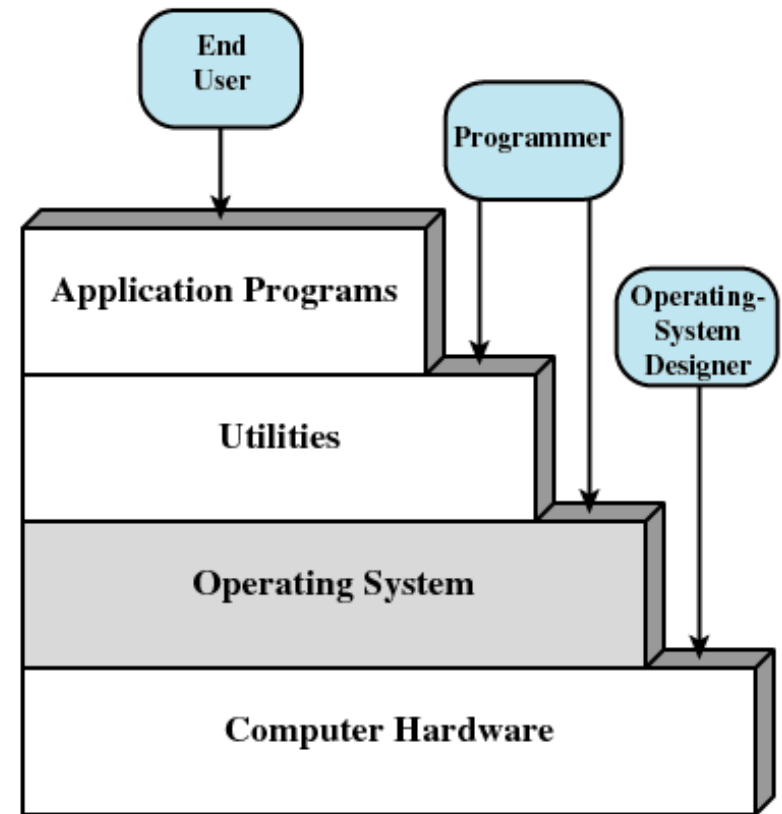 End
User
Programmer
Operating-
System
Designer
Application Programs
Utilities
Operating System
Computer Hardware